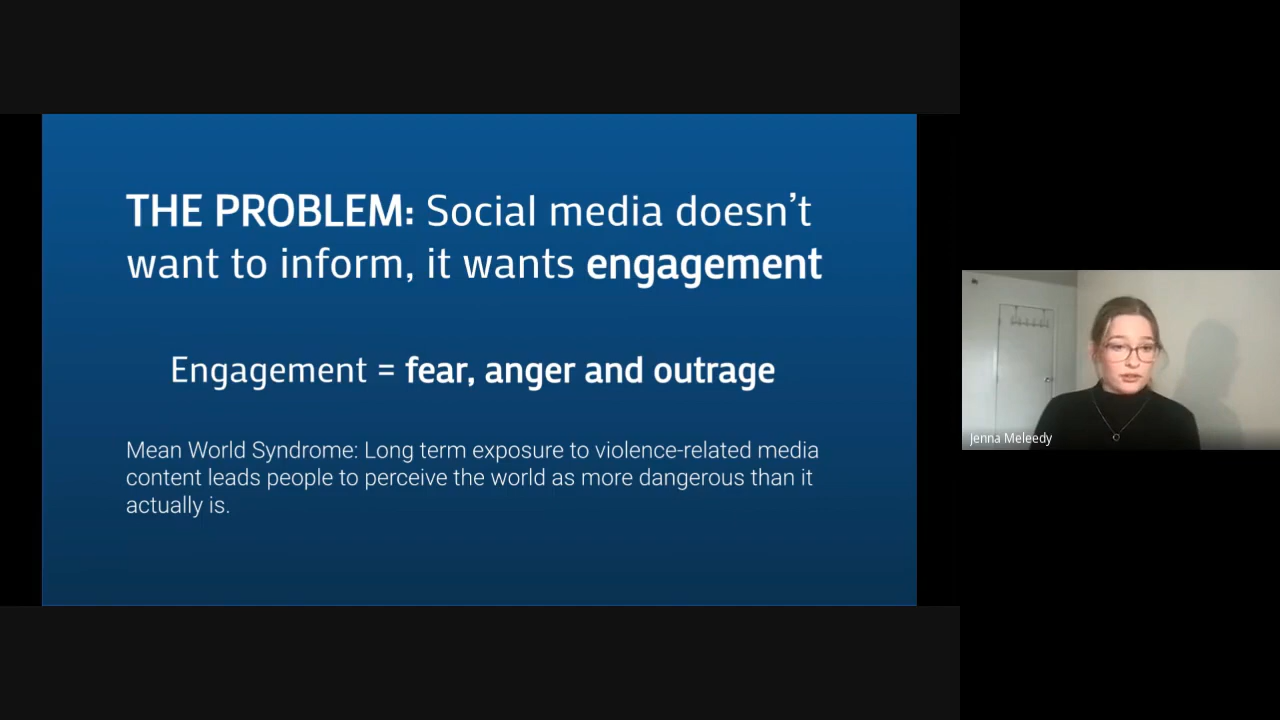 THE PROBLEM: Social media doesn’t
want to inform, it wants engagement
Engagement = fear, anger and outrage
Mean World Syndrome: Long term exposure to violence-related media
content leads people to perceive the world as more dangerous than it
actually is.
Jenna Meleedy